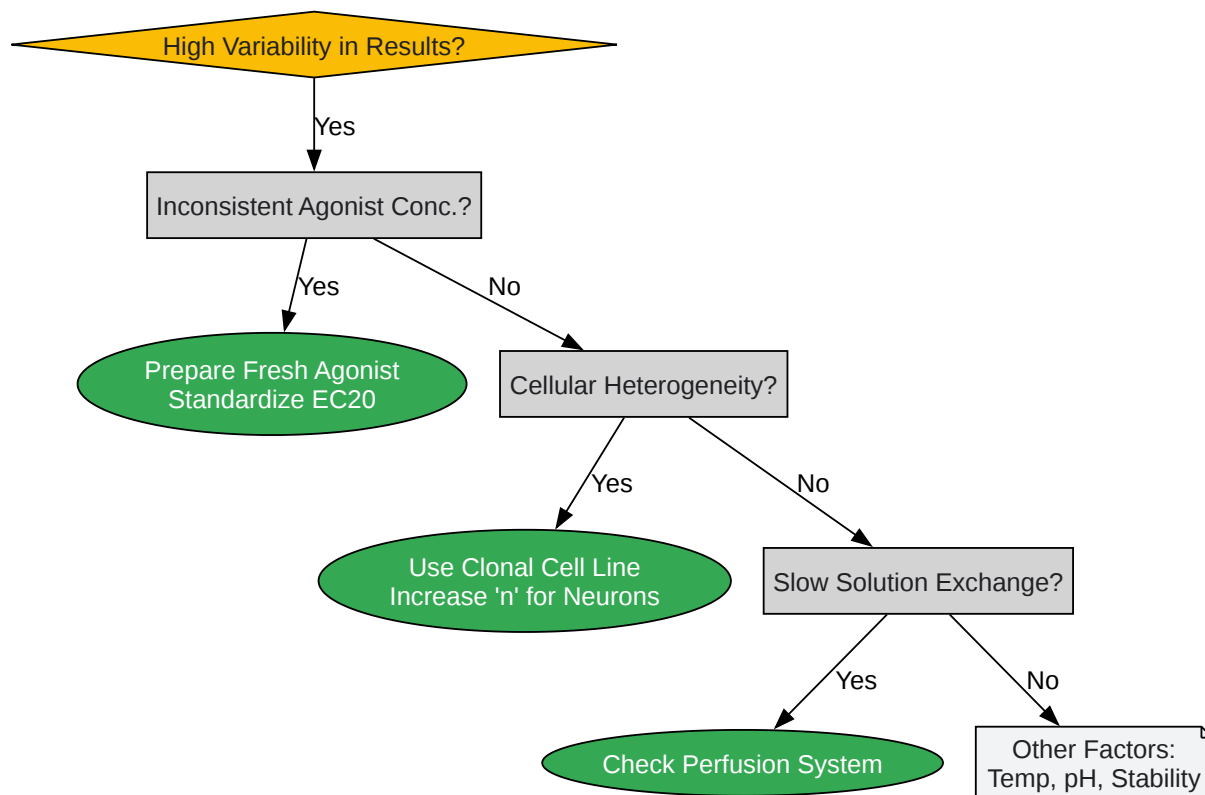 High Variability in Results?
Yes
Inconsistent Agonist Conc.?
Yes
No
Prepare Fresh Agonist
Standardize EC20
Cellular Heterogeneity?
Yes
No
Use Clonal Cell Line
Increase 'n' for Neurons
Slow Solution Exchange?
Yes
No
Check Perfusion System
Other Factors:
Temp, pH, Stability